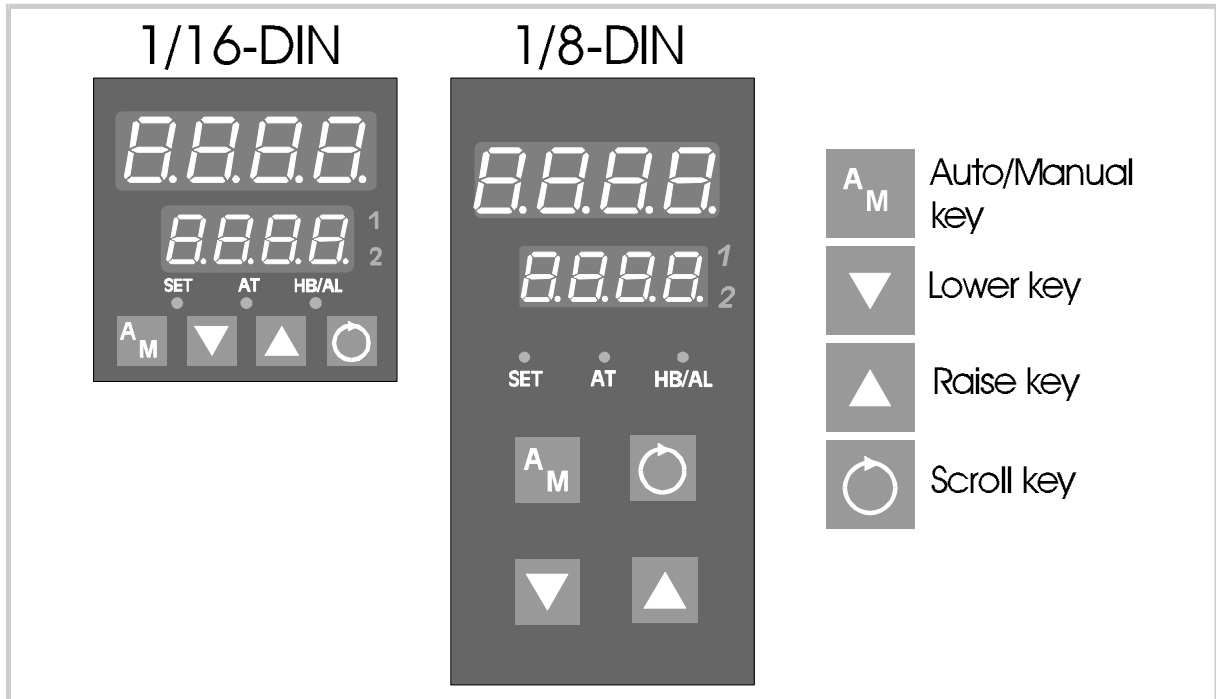 1/16-DIN
8.8.8.8.
8.8.8.8.
1
2
SET AT HB/AL
A
M
1/8-DIN
8.8.8.8.
8.8.8.8.
1
2
SET AT HB/AL
A
M
A
M
Auto/Manual
key
Lower key
Raise key
Scroll key